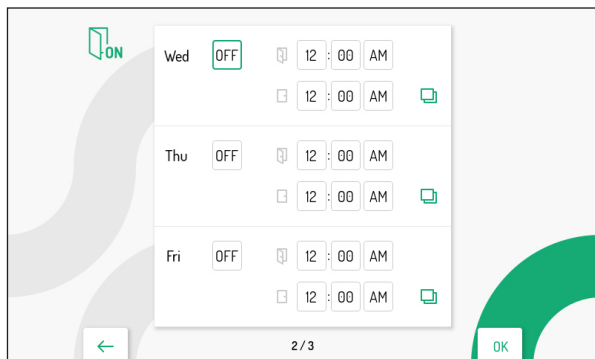 ON
Wed OFF 12 : 00 AM
12 : 00 AM
Thu OFF 12 : 00 AM
12 : 00 AM
Fri OFF 12 : 00 AM
12 : 00 AM
2/3
OK